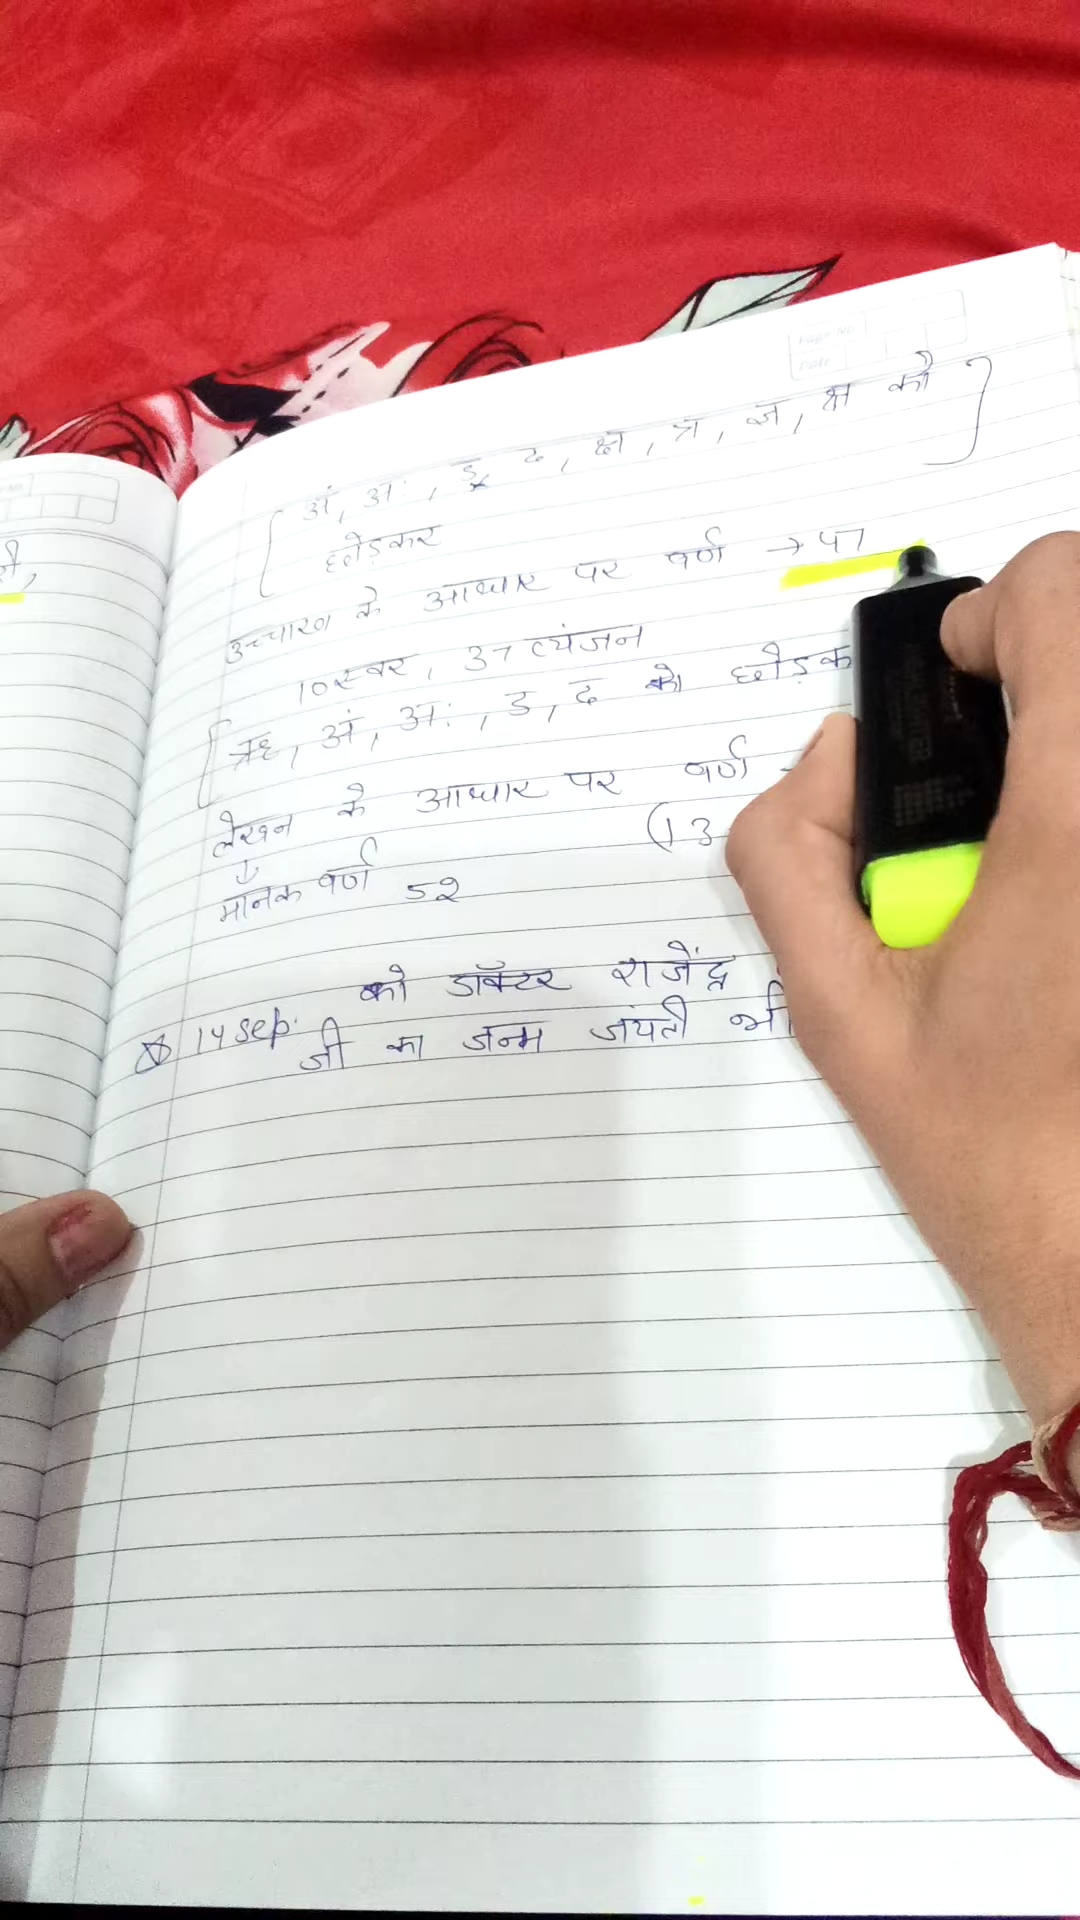 अं, अः, ड़, ढ़, क्ष, त्र, ज्ञ, श्र को
छोड़कर
उच्चारण के आधार पर वर्ण → 47
10 स्वर, 37 व्यंजन
ऋ, अं, अः, ड़, ढ़ को छोड़क
लेखन के आधार पर वर्ण
(13
↓
मानक वर्ण 52
14 sep. को डॉक्टर राजेंद्र
जी का जन्म जयंती भी